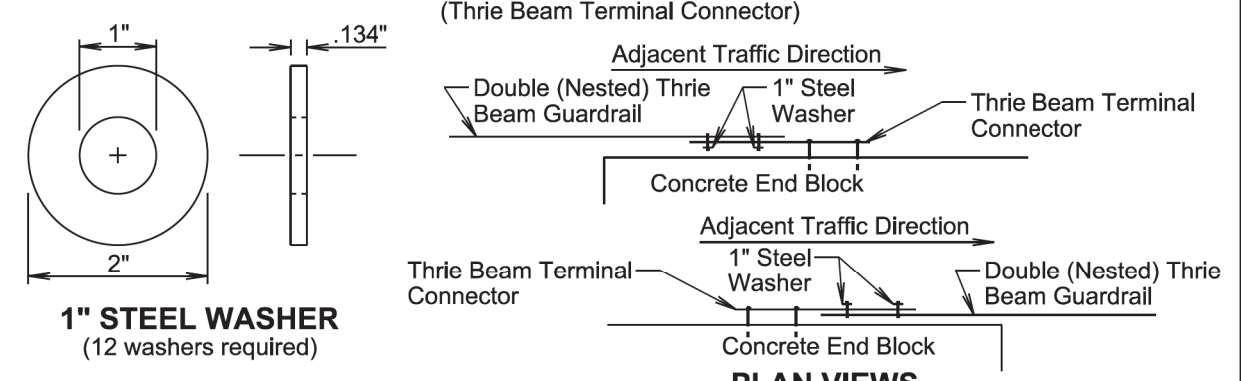 (Thrie Beam Terminal Connector)
1"
.134"
2"
1" STEEL WASHER
(12 washers required)
Adjacent Traffic Direction
Double (Nested) Thrie
Beam Guardrail
1" Steel
Washer
Thrie Beam Terminal
Connector
Concrete End Block
Adjacent Traffic Direction
Thrie Beam Terminal
Connector
1" Steel
Washer
Double (Nested) Thrie
Beam Guardrail
Concrete End Block
PLAN VIEWS